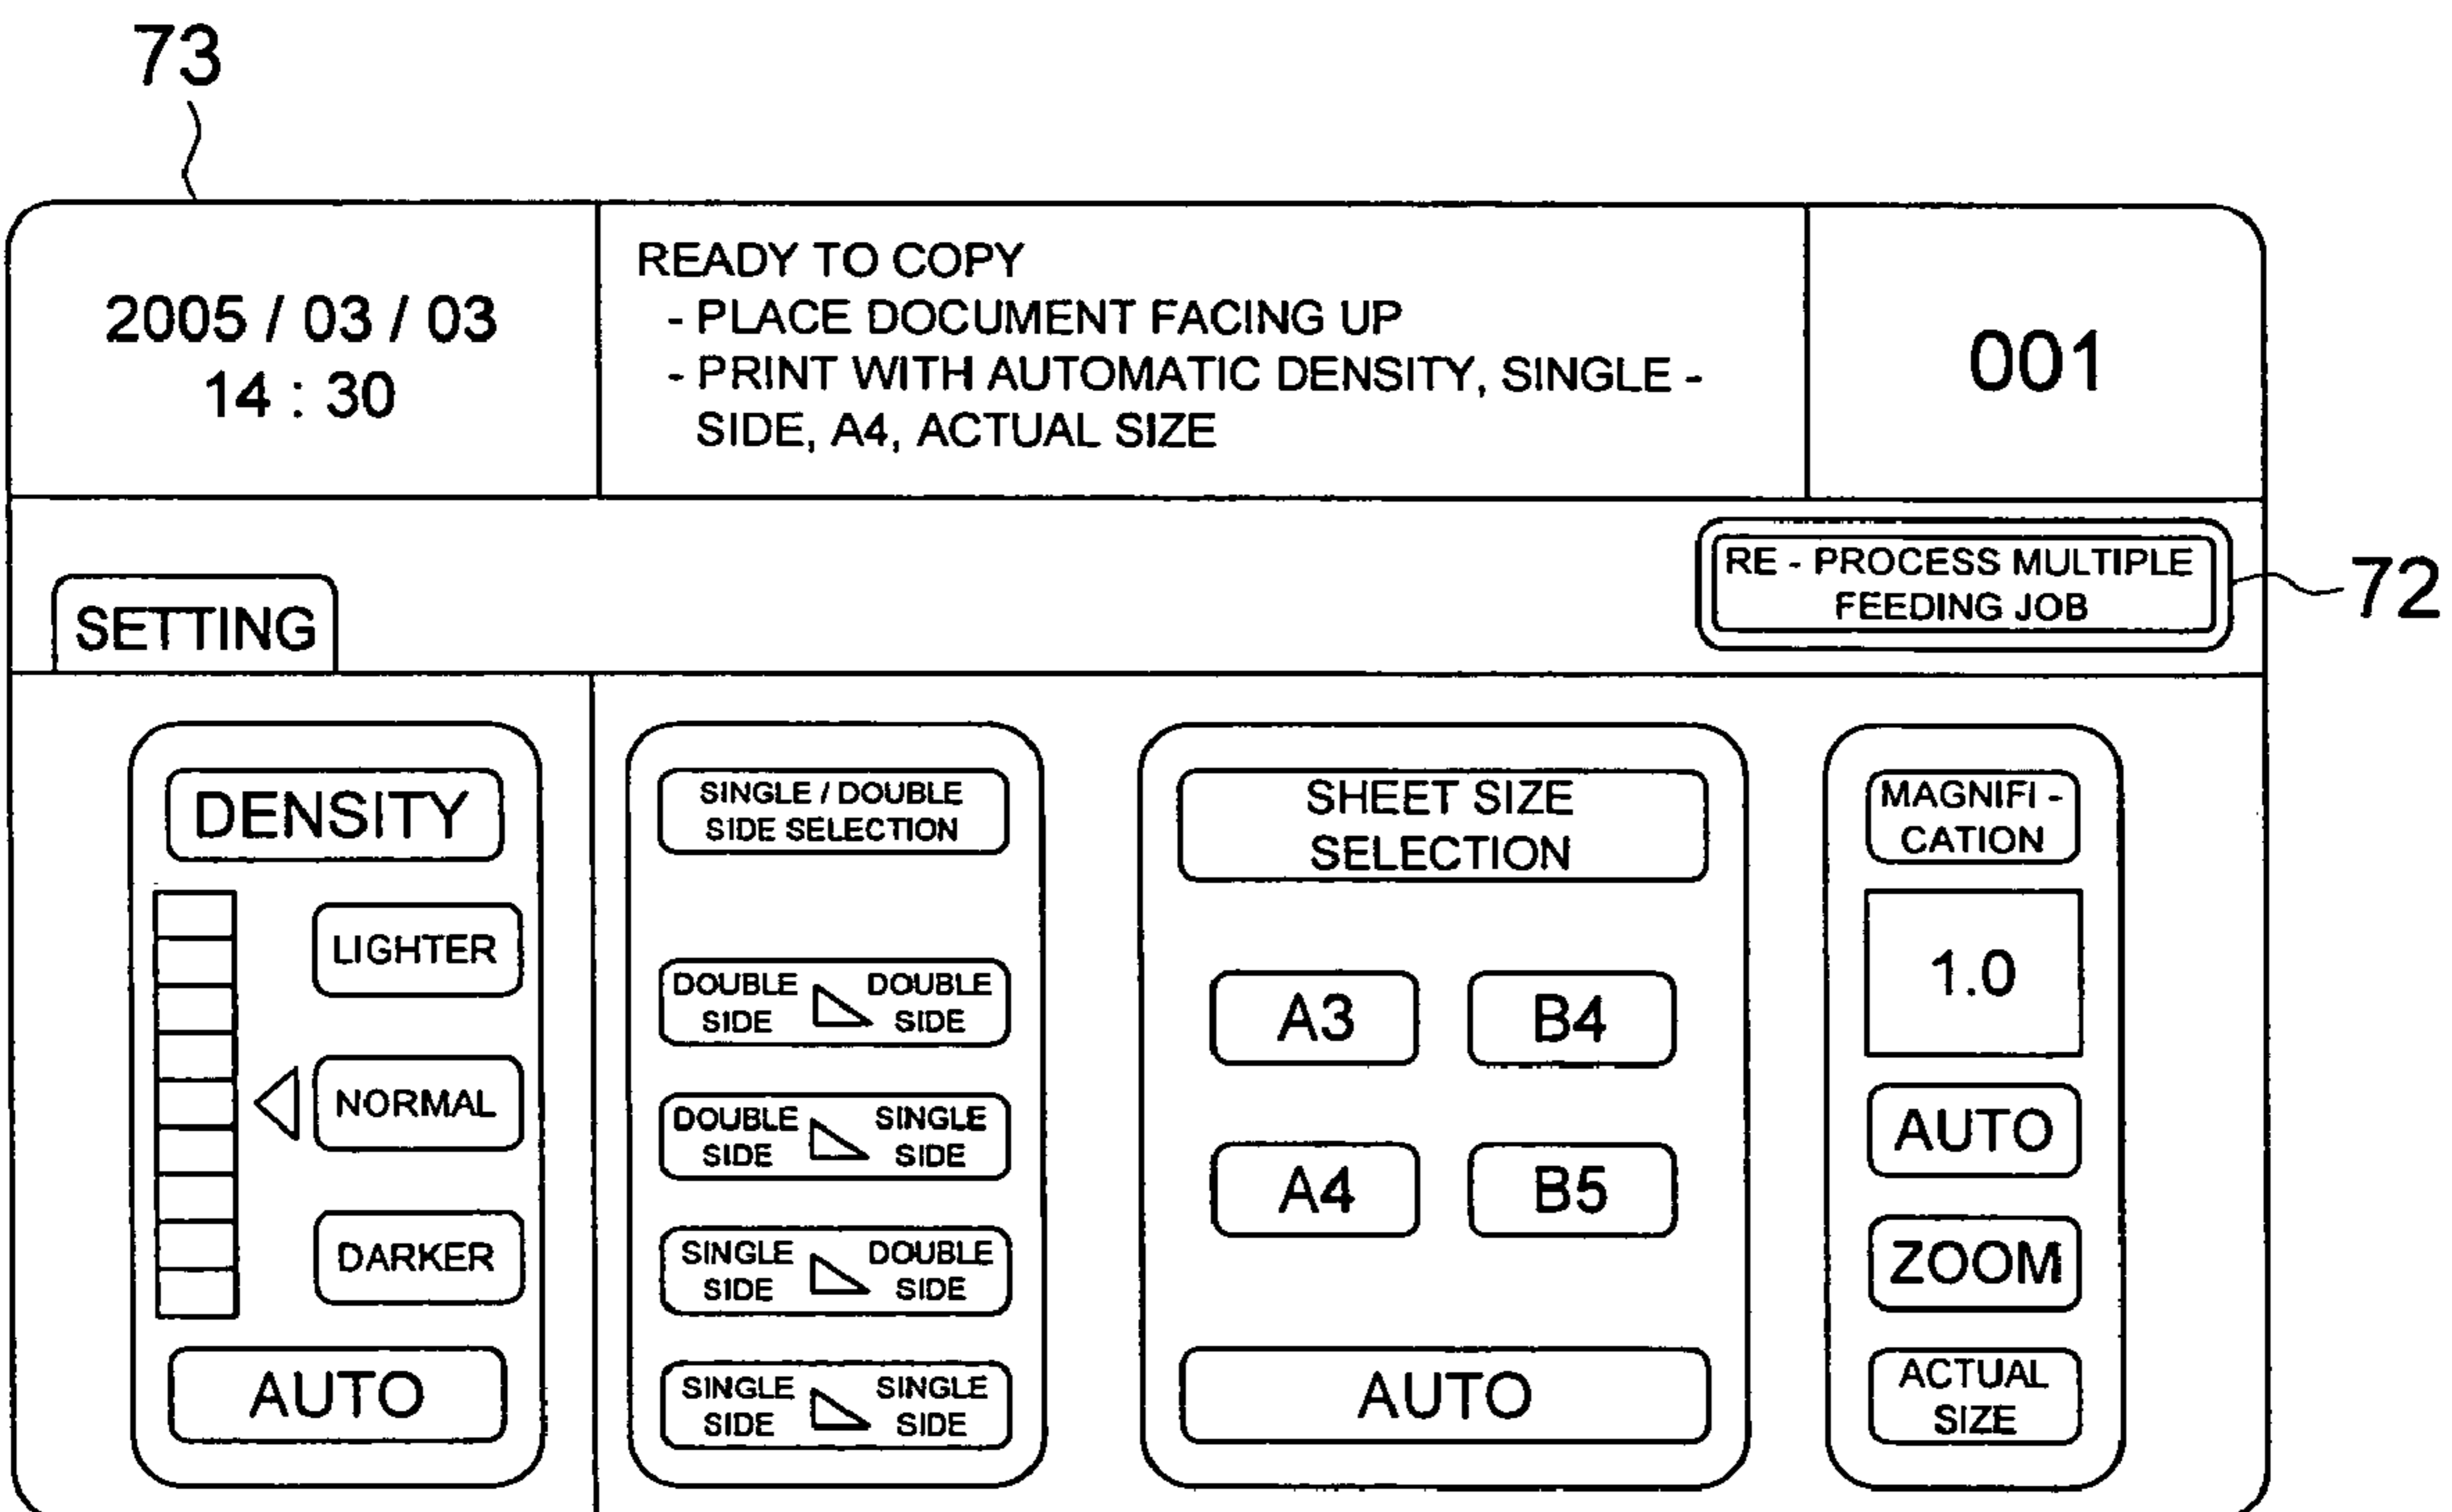 73
2005 / 03 / 03
14 : 30
READY TO COPY
- PLACE DOCUMENT FACING UP
- PRINT WITH AUTOMATIC DENSITY, SINGLE -
SIDE, A4, ACTUAL SIZE
001
SETTING
RE - PROCESS MULTIPLE
FEEDING JOB
72
DENSITY
LIGHTER
NORMAL
DARKER
AUTO
SINGLE / DOUBLE
SIDE SELECTION
DOUBLE DOUBLE
SIDE SIDE
DOUBLE SINGLE
SIDE SIDE
SINGLE DOUBLE
SIDE SIDE
SINGLE SINGLE
SIDE SIDE
SHEET SIZE
SELECTION
A3 B4
A4 B5
AUTO
MAGNIFI -
CATION
1.0
AUTO
ZOOM
ACTUAL
SIZE